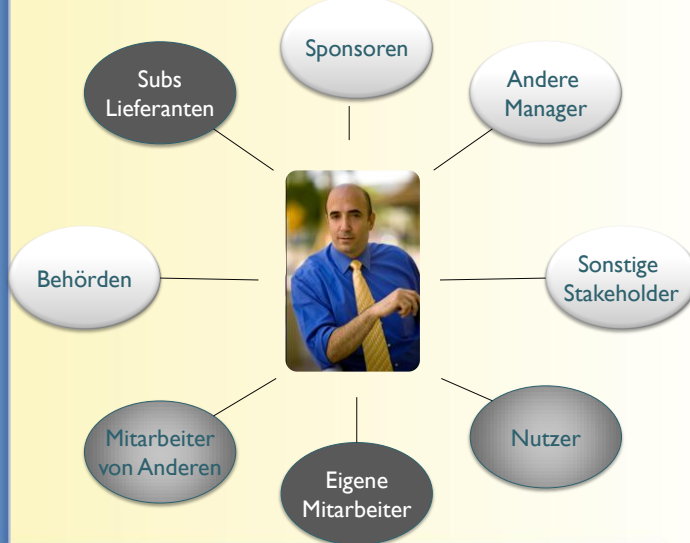 Sponsoren
Subs
Lieferanten
Andere
Manager
Behörden
Sonstige
Stakeholder
Mitarbeiter
von Anderen
Nutzer
Eigene
Mitarbeiter